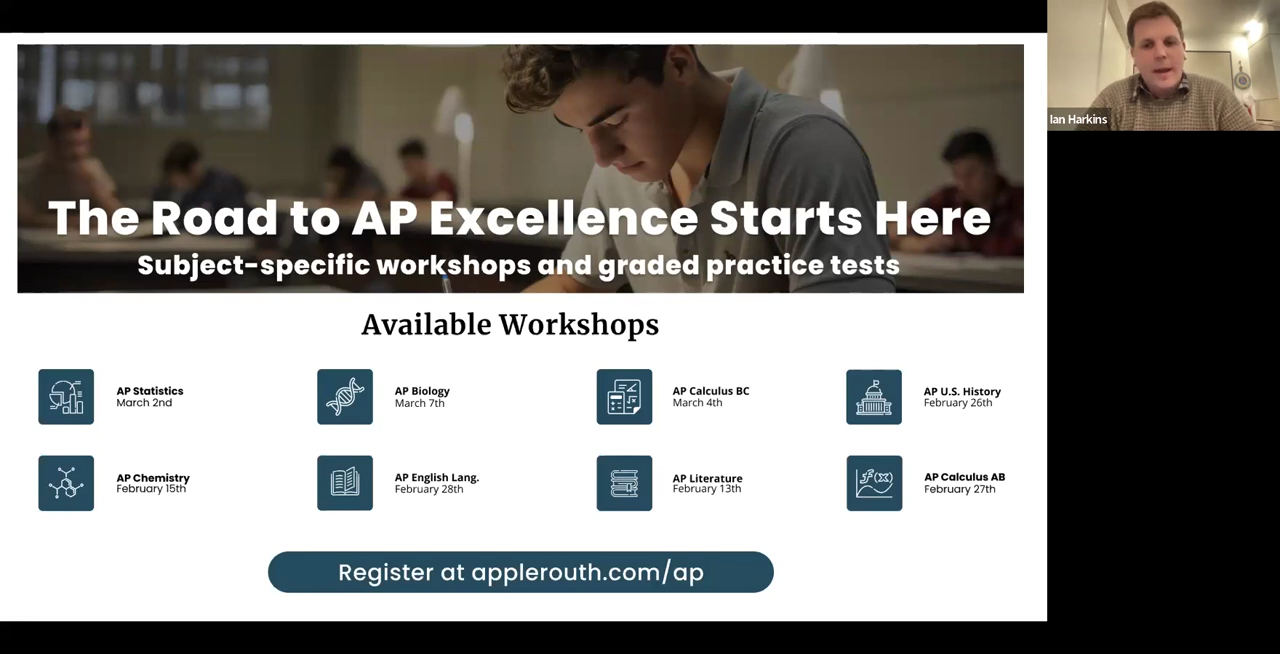 The Road to AP Excellence Starts Here
Subject-specific workshops and graded practice tests
Ian Harkins
Available Workshops
AP Statistics
March 2nd
AP Biology
March 7th
AP Calculus BC
March 4th
AP U.S. History
February 26th
AP Chemistry
February 15th
AP English Lang.
February 28th
AP Literature
February 13th
f(x)
AP Calculus AB
February 27th
Register at applerouth.com/ap